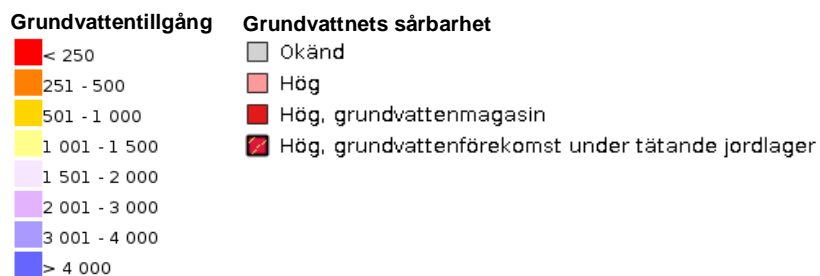 Grundvattentillgång
< 250
251 - 500
501 - 1 000
1 001 - 1 500
1 501 - 2 000
2 001 - 3 000
3 001 - 4 000
> 4 000
Grundvattnets sårbarhet
Okänd
Hög
Hög, grundvattenmagasin
Hög, grundvattenförekomst under tätande jordlager